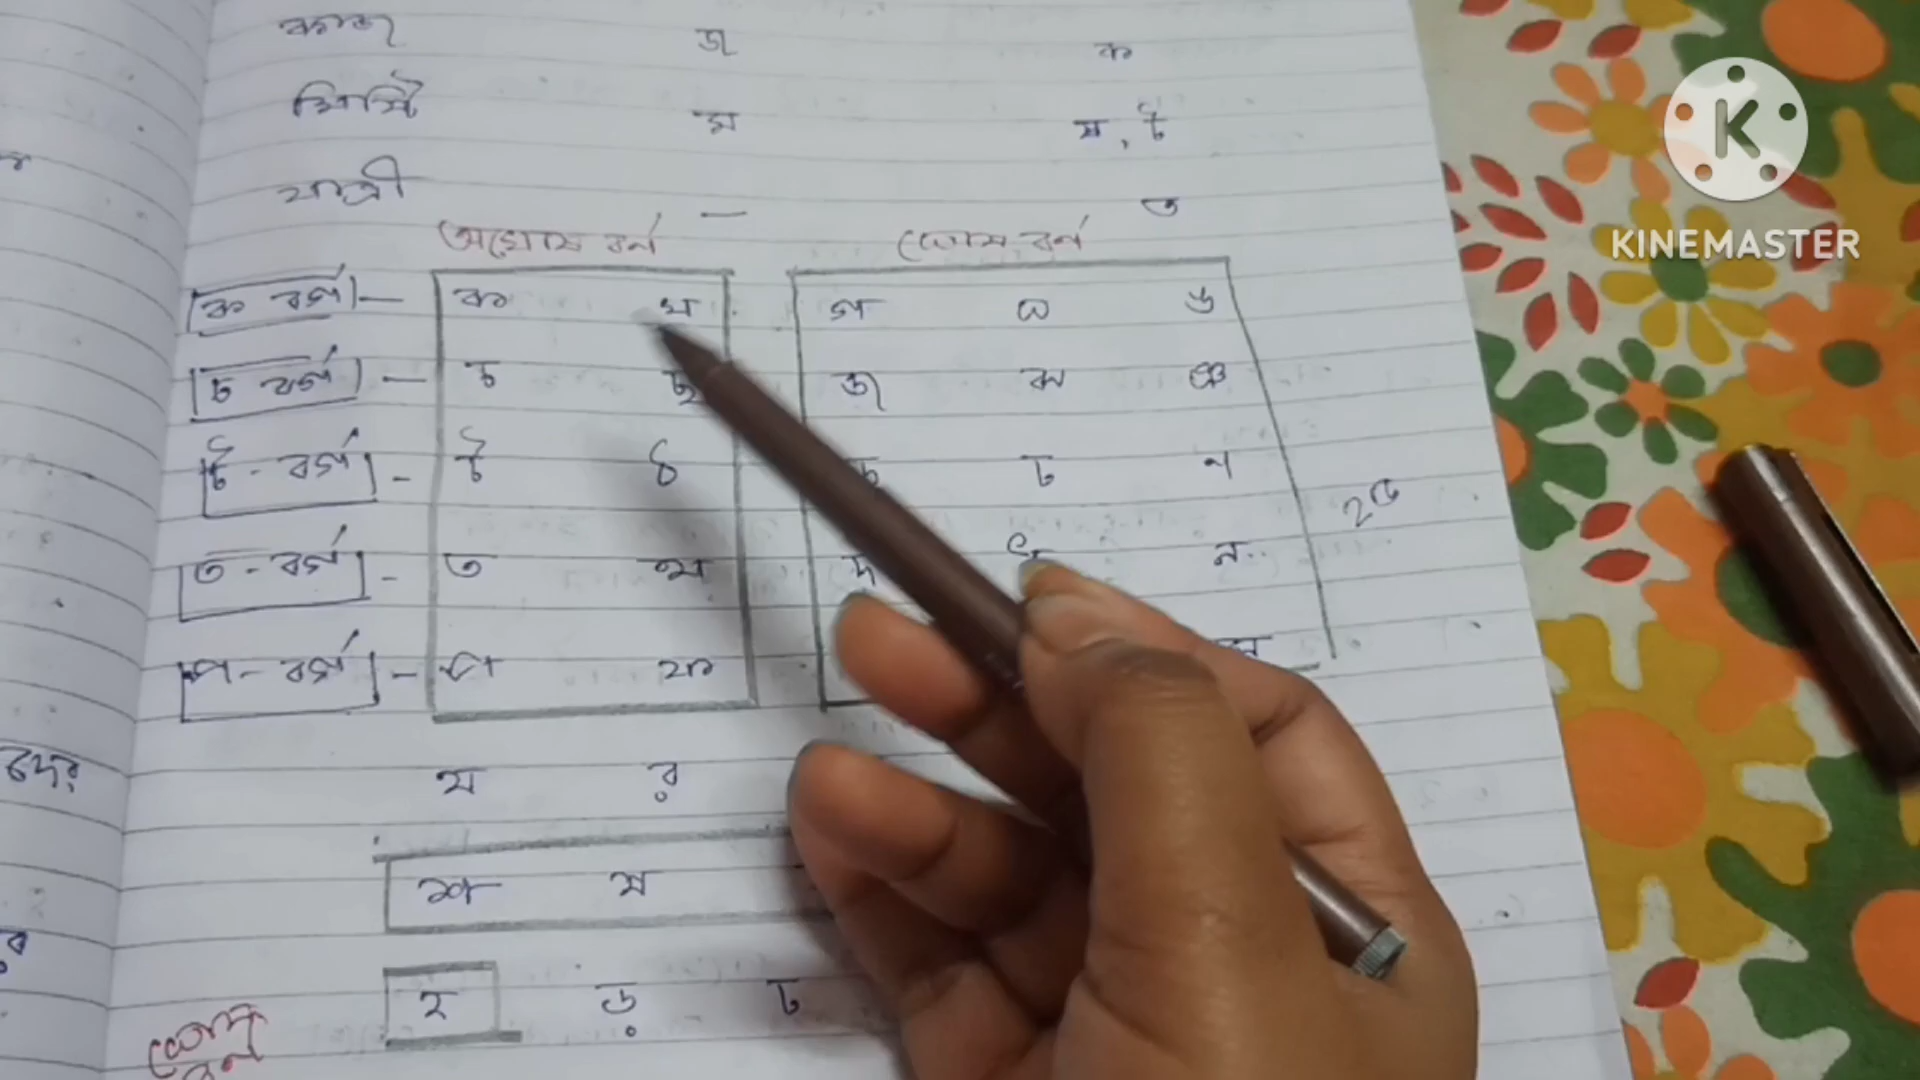 কাজ জ ক
মিষ্টি ম ষ, ট
যাত্রী — ত
অঘোষ বর্ণ ঘোষ বর্ণ
ক বর্গ — ক খ গ ঘ ঙ
চ বর্গ — চ ছ জ ঝ ঞ
ট - বর্গ - ট ঠ ড ঢ ণ
২৫
ত - বর্গ - ত থ দ ধ ন
প - বর্গ - প ফ ম
য র
শ ষ
হ ড় ঢ
ঘোষ
বর্ণ
দের
KINEMASTER